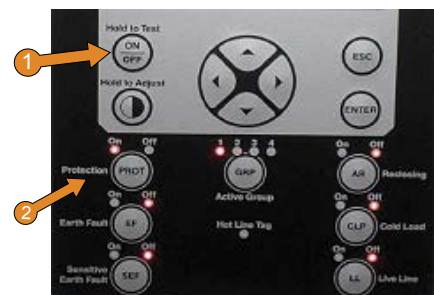 Hold to Test
1
ON
OFF
ESC
Hold to Adjust
ENTER
On Off
1 2 3 4
On Off
Protection
PROT
GRP
AR
Reclosing
2
On Off
Active Group
On Off
Earth Fault
EF
Hot Line Tag
CLP
Cold Load
On Off
On Off
Sensitive
Earth Fault
SEF
LL
Live Line